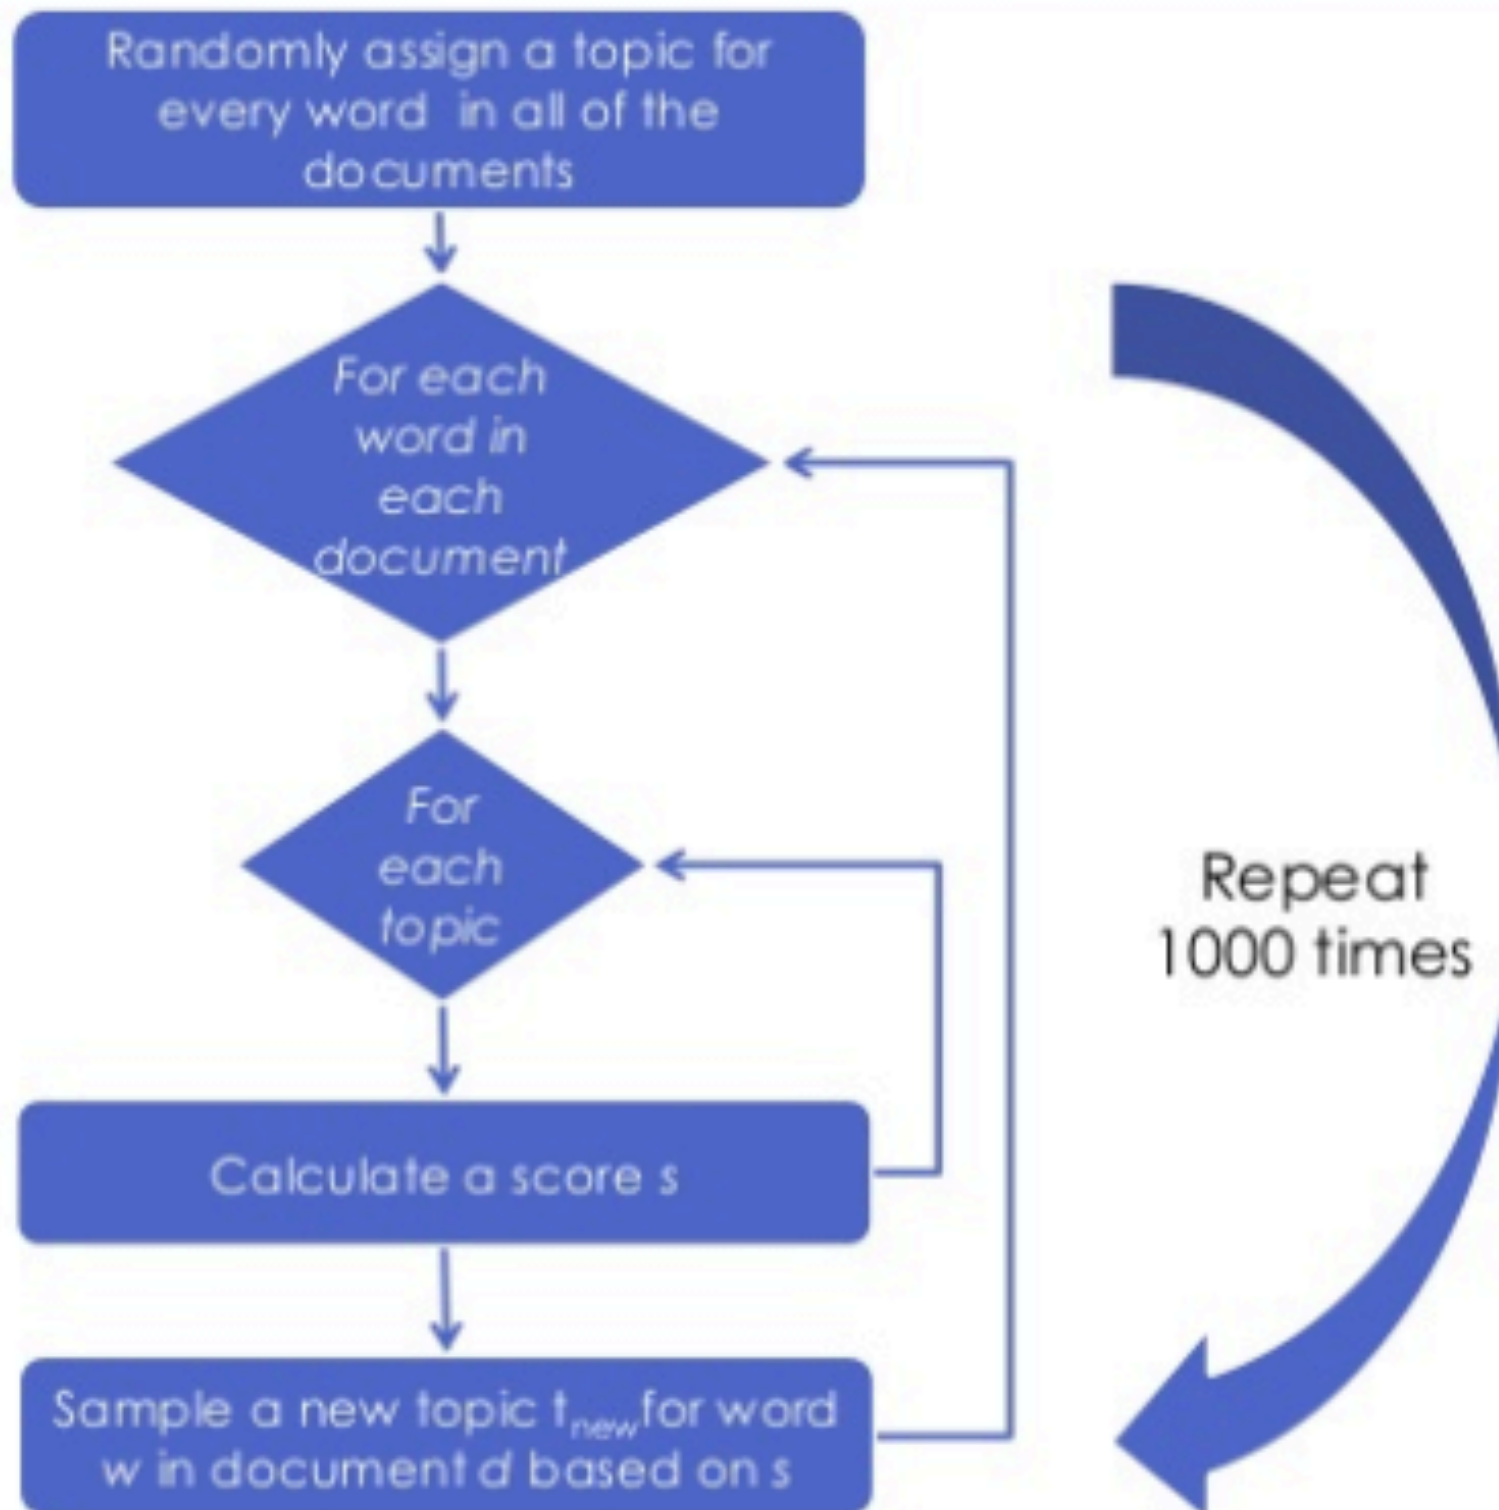 Randomly assign a topic for
every word in all of the
documents
For each
word in
each
document
For
each
topic
Calculate a score s
Sample a new topic tnew for word
w in document d based on s
Repeat
1000 times